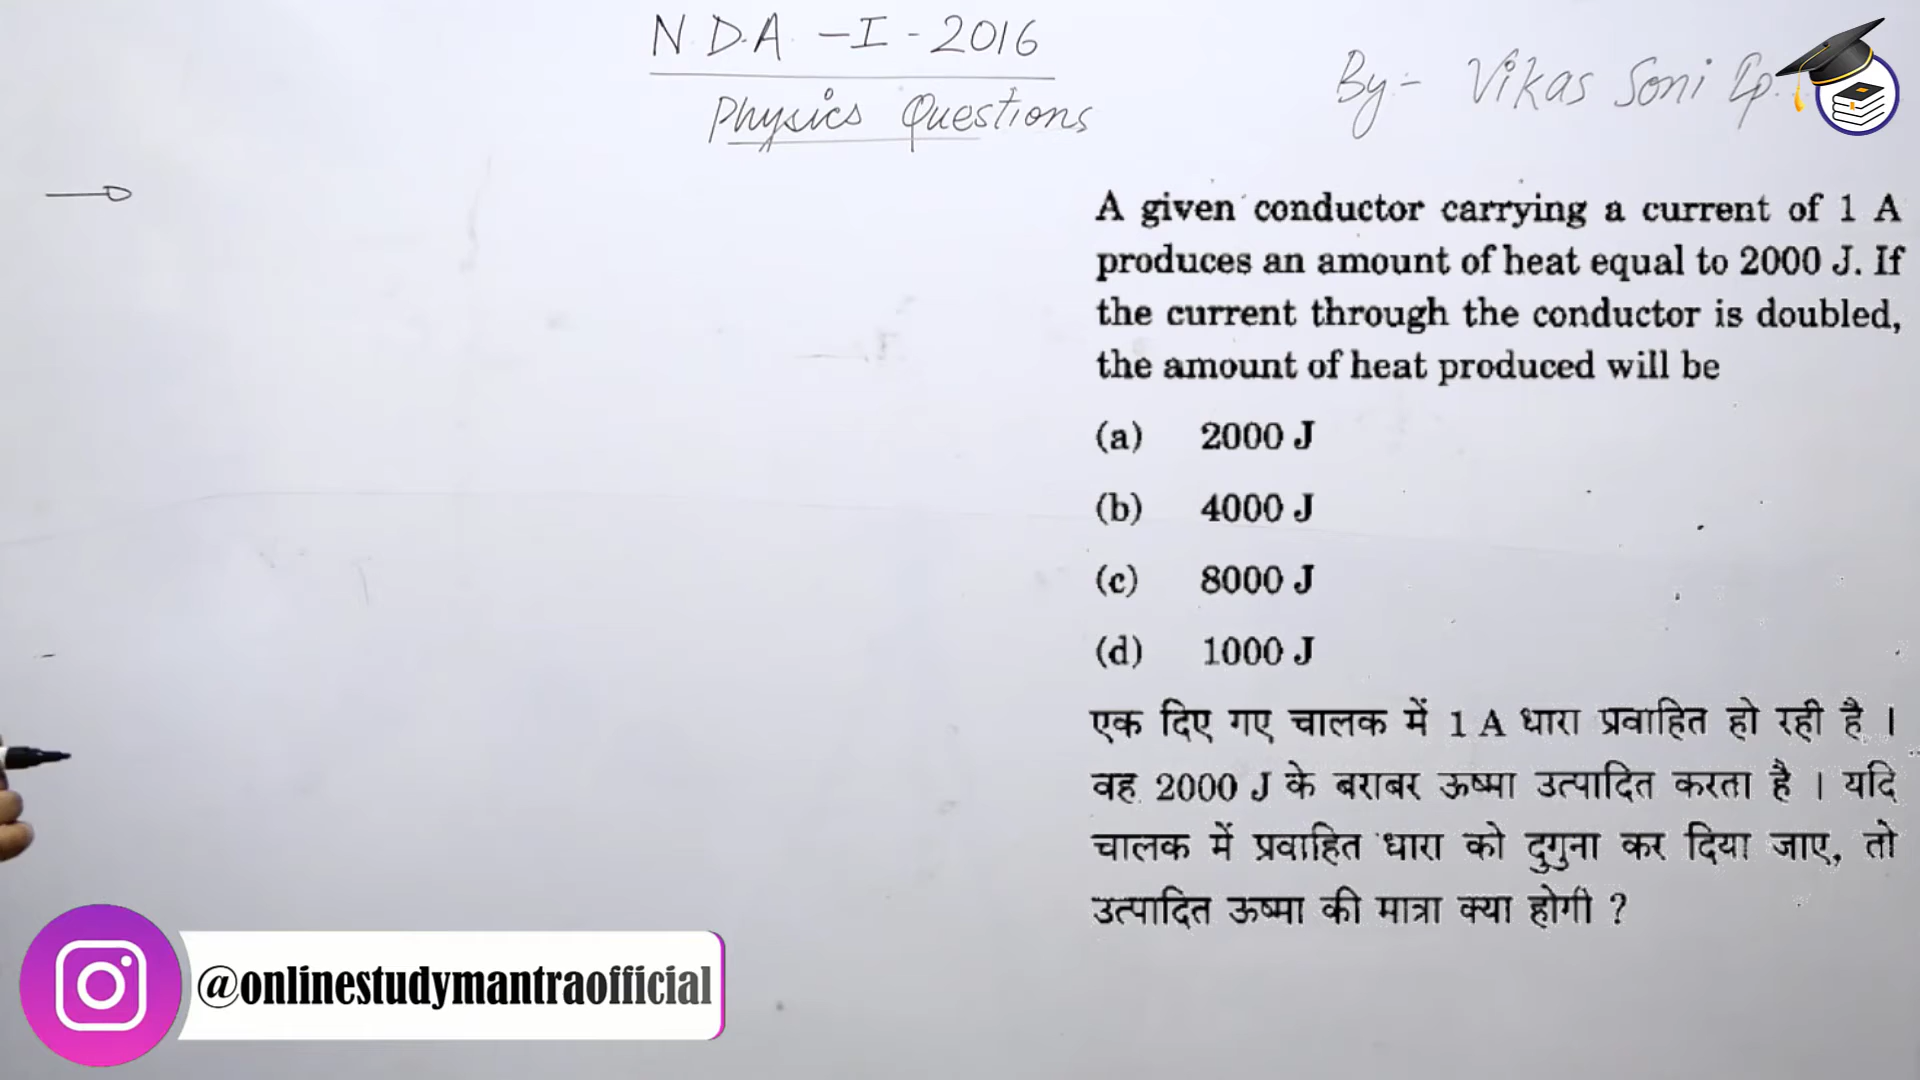 N.D.A. -I-2016
Physics Questions
By:- Vikas Soni
A given conductor carrying a current of 1 A
produces an amount of heat equal to 2000 J. If
the current through the conductor is doubled,
the amount of heat produced will be
(a) 2000 J
(b) 4000 J
(c) 8000 J
(d) 1000 J
एक दिए गए चालक में 1 A धारा प्रवाहित हो रही है ।
वह 2000 J के बराबर ऊष्मा उत्पादित करता है । यदि
चालक में प्रवाहित धारा को दुगुना कर दिया जाए, तो
उत्पादित ऊष्मा की मात्रा क्या होगी ?
@onlinestudymantraofficial